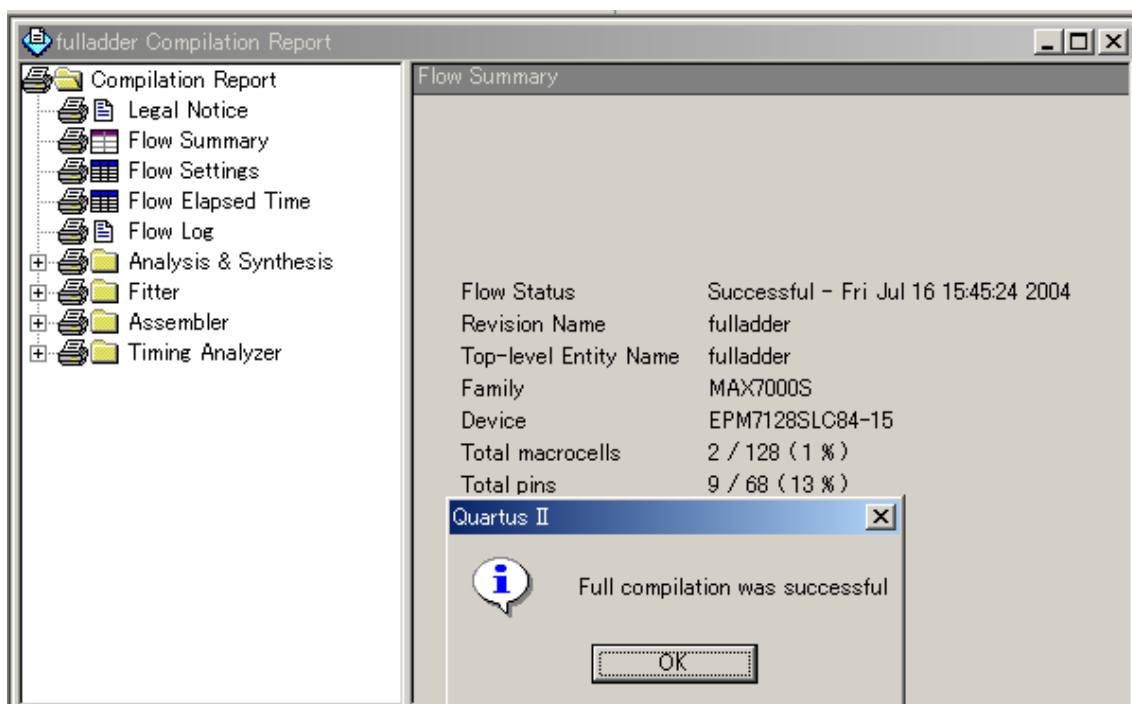 fulladder Compilation Report
Compilation Report
Legal Notice
Flow Summary
Flow Settings
Flow Elapsed Time
Flow Log
Analysis & Synthesis
Fitter
Assembler
Timing Analyzer
Flow Summary
Flow Status Successful - Fri Jul 16 15:45:24 2004
Revision Name fulladder
Top-level Entity Name fulladder
Family MAX7000S
Device EPM7128SLC84-15
Total macrocells 2 / 128 ( 1 % )
Total pins 9 / 68 ( 13 % )
Quartus II
Full compilation was successful
OK